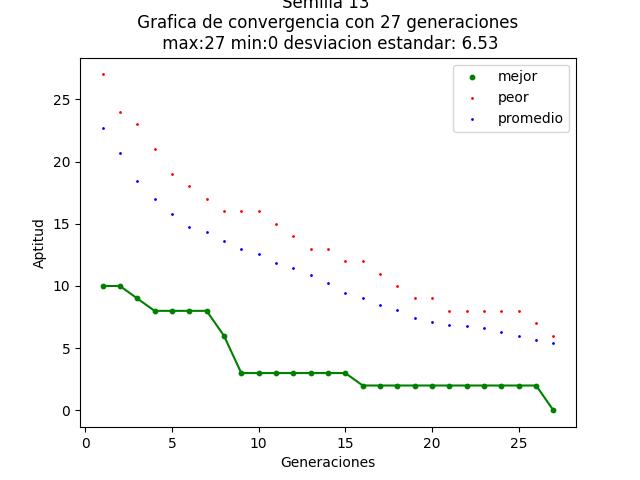 Semilla 13
Grafica de convergencia con 27 generaciones
max:27 min:0 desviacion estandar: 6.53
mejor
peor
promedio
Aptitud
25
20
15
10
5
0
0 5 10 15 20 25
Generaciones